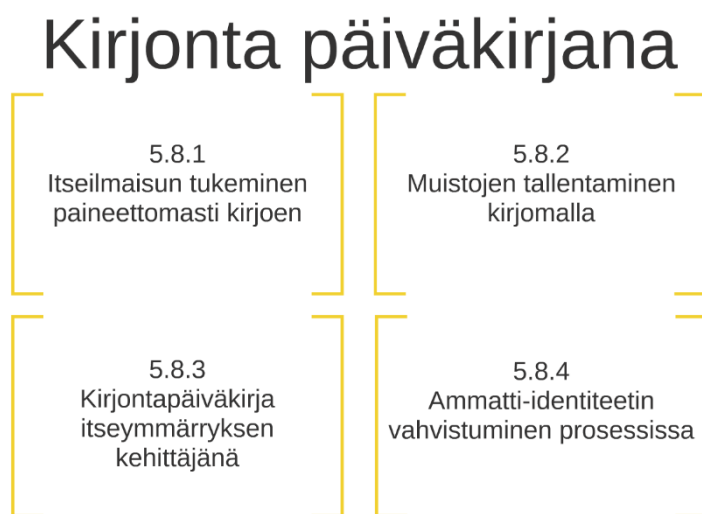 Kirjonta päiväkirjana
5.8.1
Itseilmaisun tukeminen
paineettomasti kirjoen
5.8.2
Muistojen tallentaminen
kirjomalla
5.8.3
Kirjontapäiväkirja
itseymmärryksen
kehittäjänä
5.8.4
Ammatti-identiteetin
vahvistuminen prosessissa